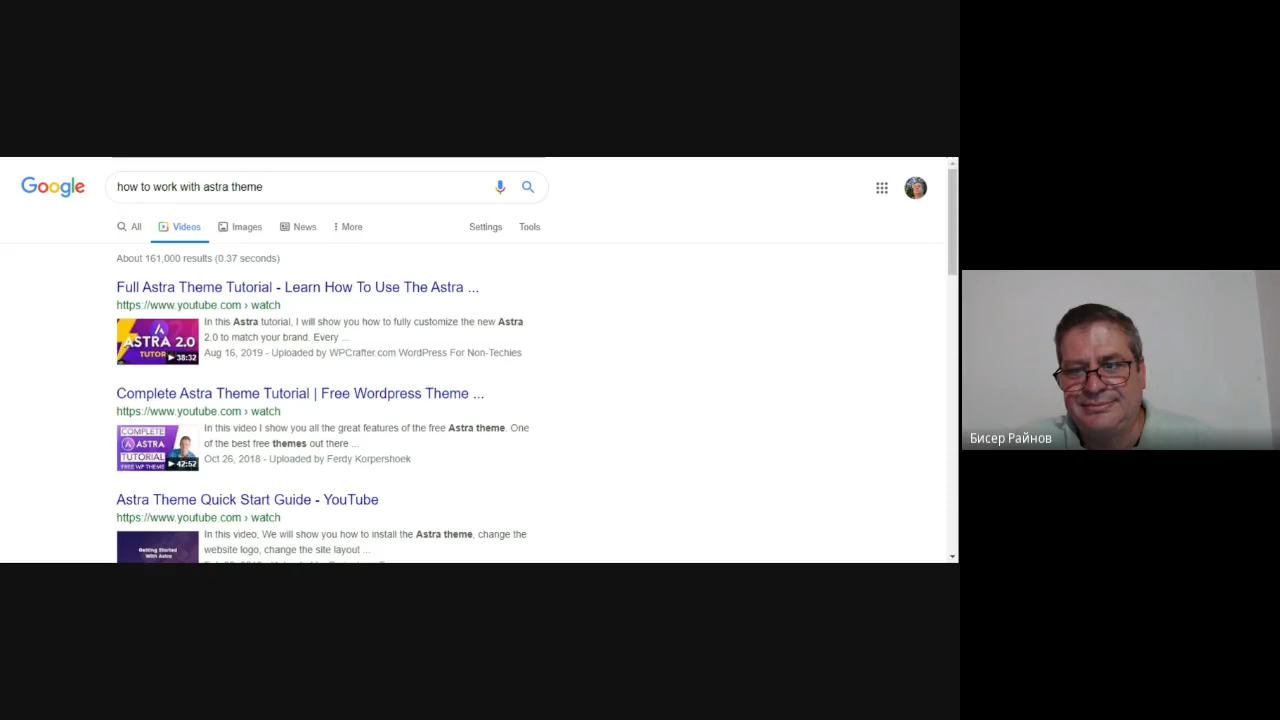 Google
how to work with astra theme
All
Videos
Images
News
More
Settings
Tools
About 161,000 results (0.37 seconds)
Full Astra Theme Tutorial - Learn How To Use The Astra ...
https://www.youtube.com › watch
ASTRA 2.0
TUTOR
38:32
In this Astra tutorial, I will show you how to fully customize the new Astra
2.0 to match your brand. Every ...
Aug 16, 2019 - Uploaded by WPCrafter.com WordPress For Non-Techies
Complete Astra Theme Tutorial | Free Wordpress Theme ...
https://www.youtube.com › watch
COMPLETE
ASTRA
TUTORIAL
FREE WP THEME
42:52
In this video I show you all the great features of the free Astra theme. One
of the best free themes out there ...
Oct 26, 2018 - Uploaded by Ferdy Korpershoek
Astra Theme Quick Start Guide - YouTube
https://www.youtube.com › watch
Getting Started
With Astra
In this video, We will show you how to install the Astra theme, change the
website logo, change the site layout ...
Бисер Райнов